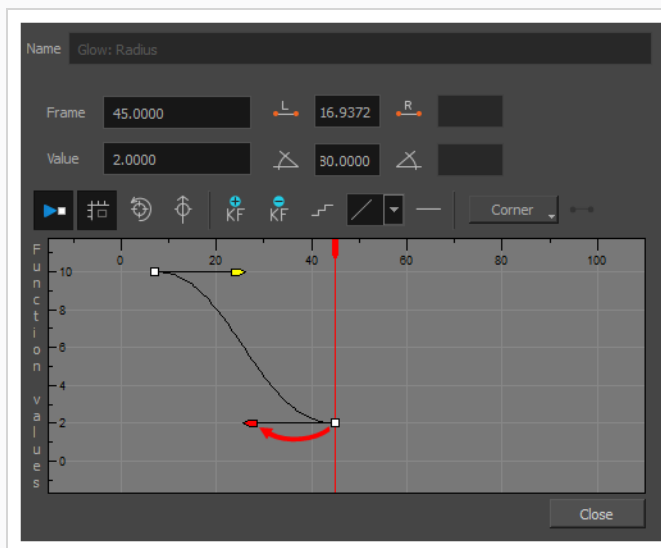 Name Glow: Radius
Frame 45.0000 L 16.9372 R
Value 2.0000 30.0000
KF KF Corner
Function values
0 20 40 60 80 100
10
8
6
4
2
0
Close